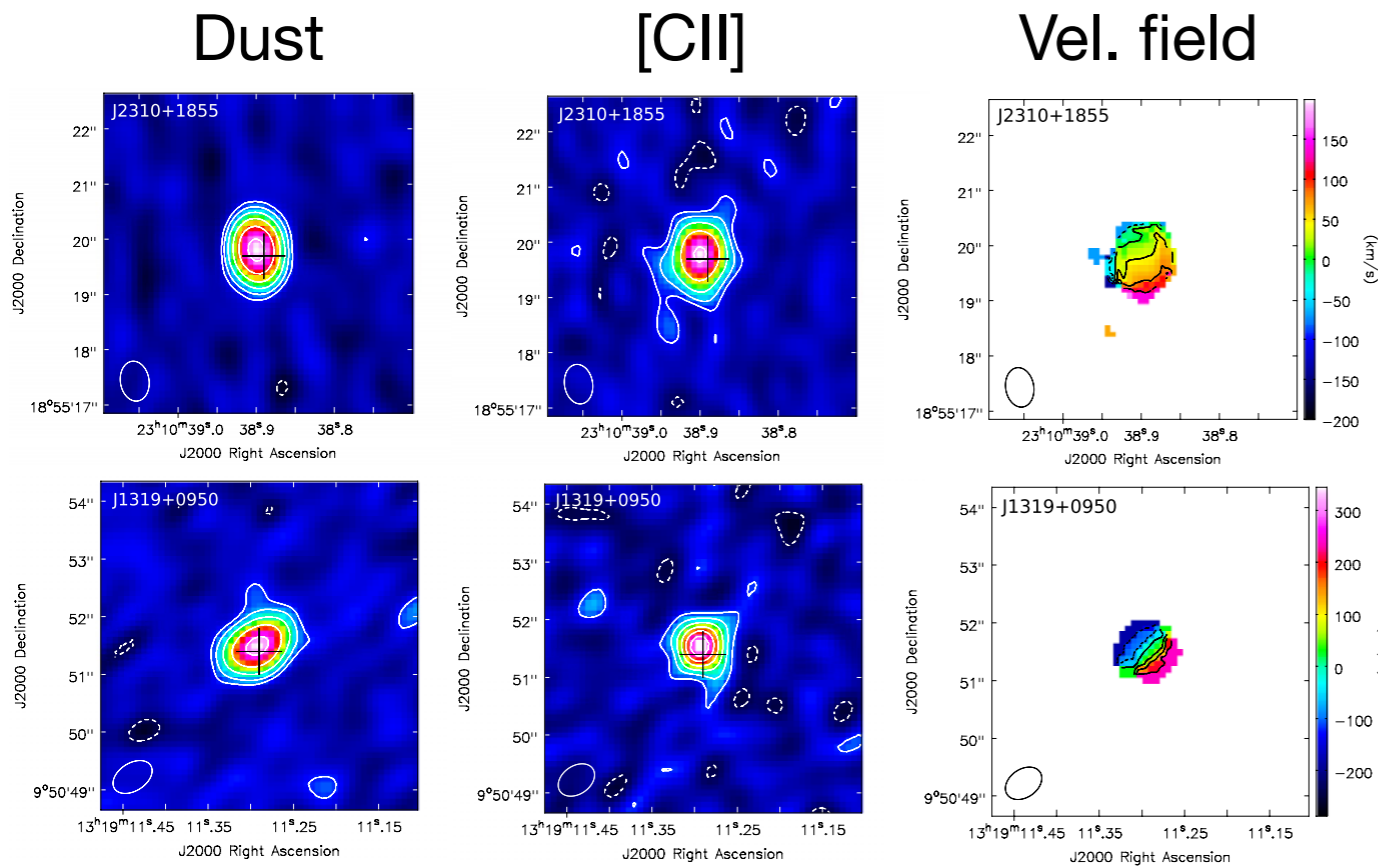 Dust
[CII]
Vel. field
J2310+1855
22"
21"
20"
19"
18"
18°55'17"
J2000 Declination
23ʰ10ᵐ39ˢ.0
38ˢ.9
38ˢ.8
J2000 Right Ascension
J2310+1855
22"
21"
20"
19"
18"
18°55'17"
J2000 Declination
23ʰ10ᵐ39ˢ.0
38ˢ.9
38ˢ.8
J2000 Right Ascension
J2310+1855
22"
21"
20"
19"
18"
18°55'17"
J2000 Declination
23ʰ10ᵐ39ˢ.0
38ˢ.9
38ˢ.8
J2000 Right Ascension
150
100
50
0
−50
−100
−150
−200
(km/s)
J1319+0950
54"
53"
52"
51"
50"
9°50'49"
J2000 Declination
13ʰ19ᵐ11ˢ.45
11ˢ.35
11ˢ.25
11ˢ.15
J2000 Right Ascension
J1319+0950
54"
53"
52"
51"
50"
9°50'49"
J2000 Declination
13ʰ19ᵐ11ˢ.45
11ˢ.35
11ˢ.25
11ˢ.15
J2000 Right Ascension
J1319+0950
54"
53"
52"
51"
50"
9°50'49"
J2000 Declination
13ʰ19ᵐ11ˢ.45
11ˢ.35
11ˢ.25
11ˢ.15
J2000 Right Ascension
300
200
100
0
−100
−200